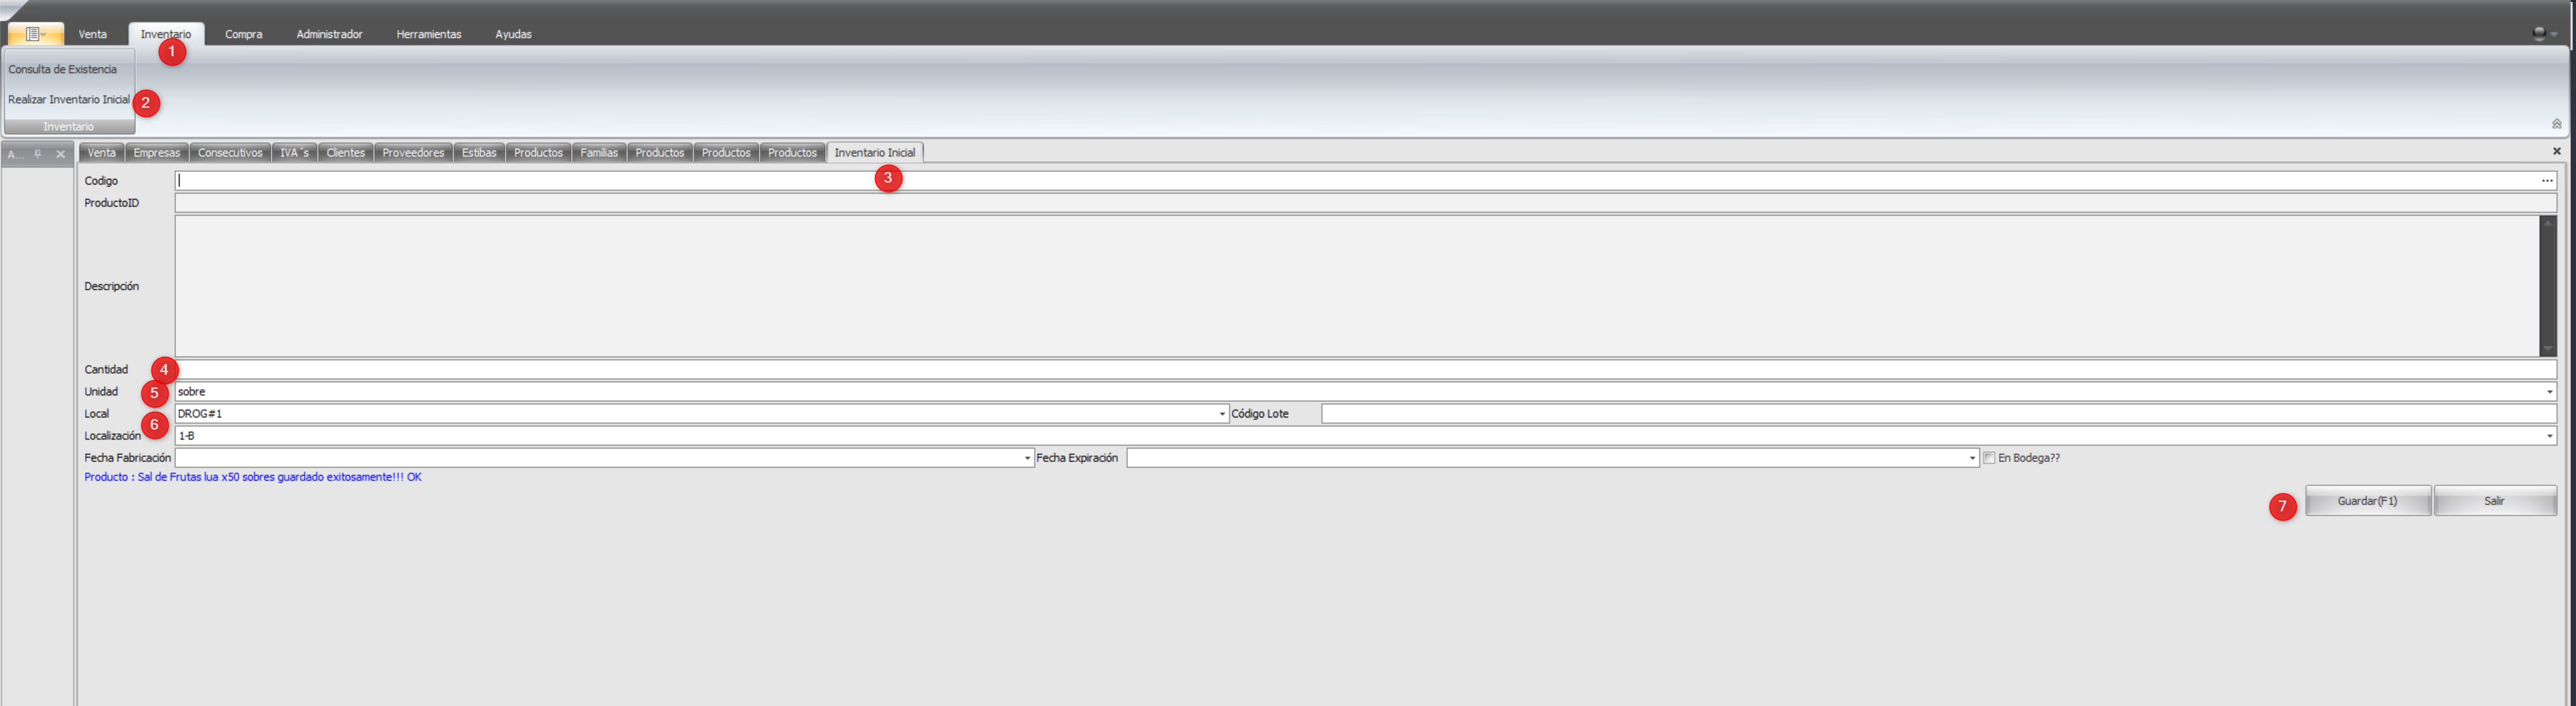 Venta Inventario Compra Administrador Herramientas Ayudas
1
Consulta de Existencia
Realizar Inventario Inicial 2
Inventario
A... Venta Empresas Consecutivos IVA´s Clientes Proveedores Estibas Productos Familias Productos Productos Productos Inventario Inicial
Codigo 3 ...
ProductoID
Descripción
Cantidad 4
Unidad 5 sobre
Local DROG#1 Código Lote
6
Localización 1-B
Fecha Fabricación Fecha Expiración En Bodega??
Producto : Sal de Frutas lua x50 sobres guardado exitosamente!!! OK
7 Guardar(F1) Salir